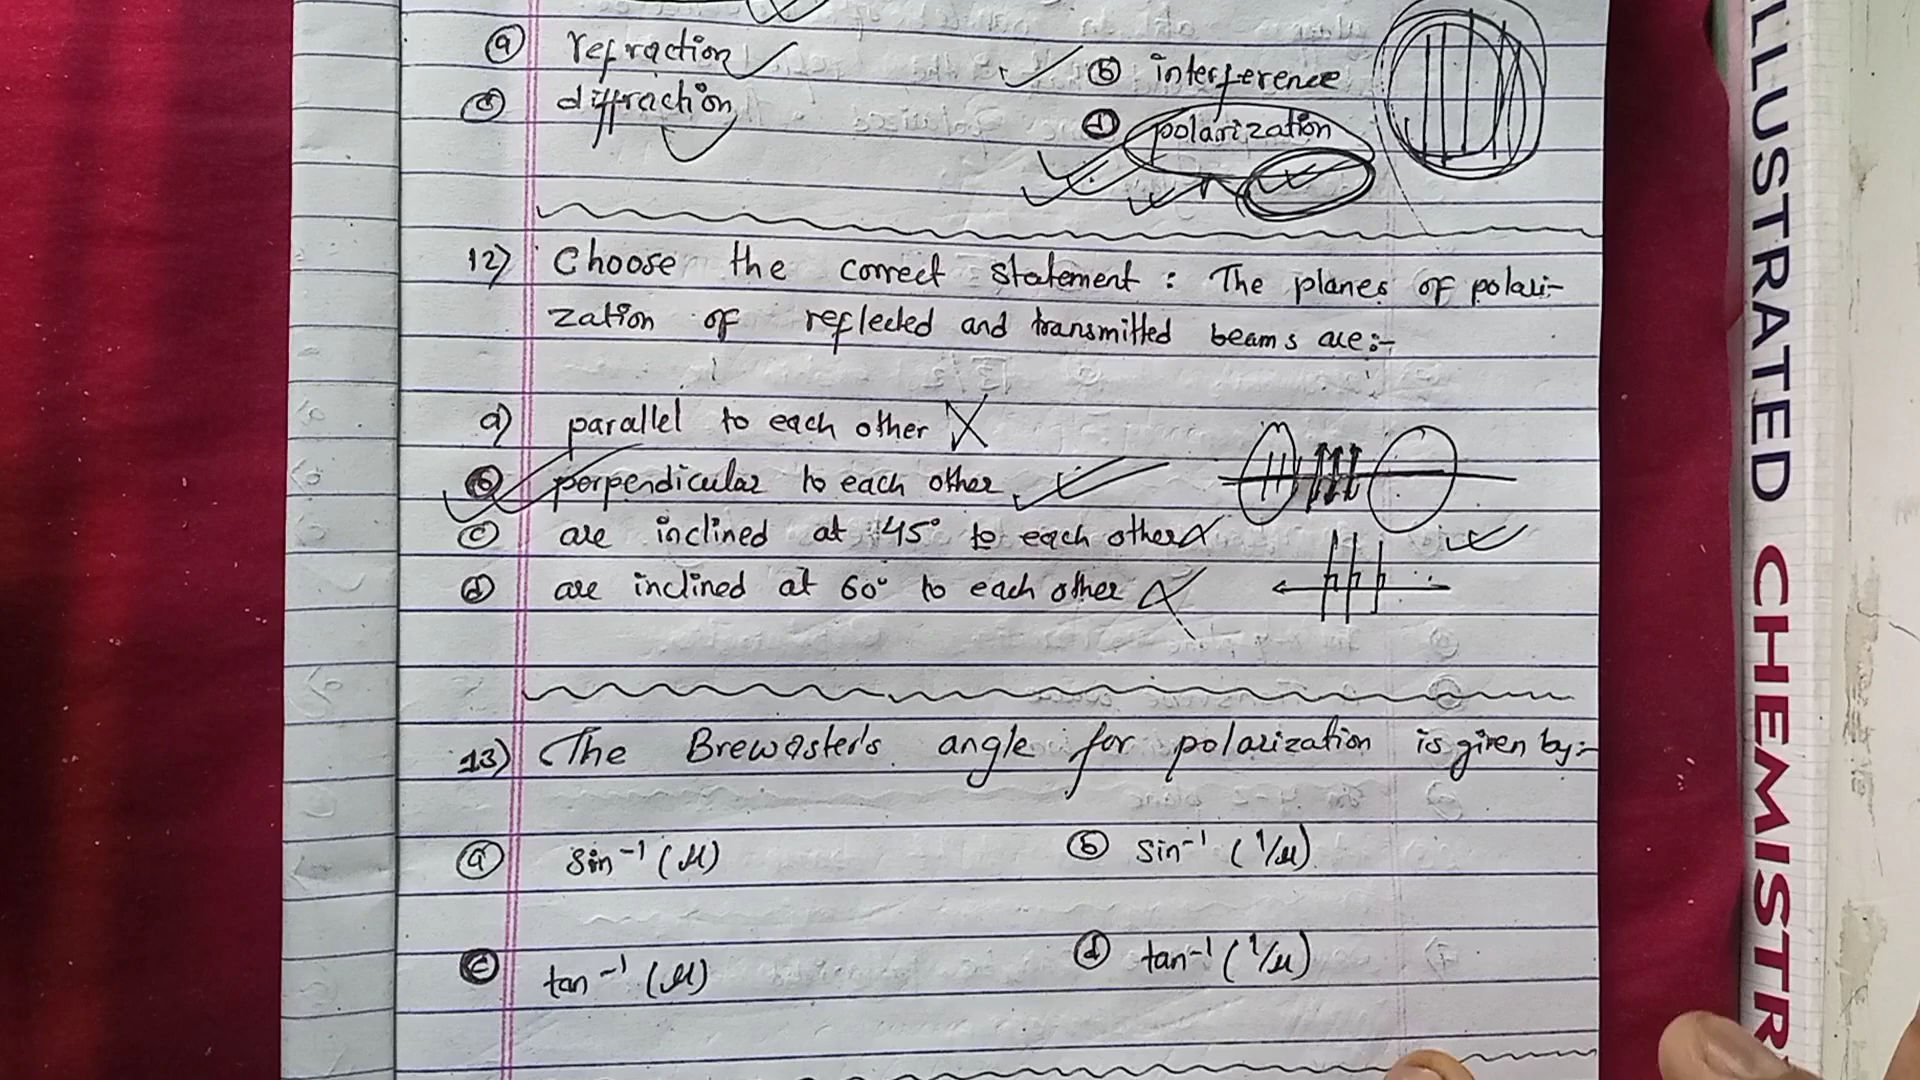 ⓐ refraction
ⓑ interference
ⓒ diffraction
ⓓ polarization
12) Choose the correct statement : The planes of polari-
zation of reflected and transmitted beams are:-
a) parallel to each other
ⓑ perpendicular to each other
ⓒ are inclined at 45° to each other
ⓓ are inclined at 60° to each other
13) The Brewster's angle for polarization is given by:-
ⓐ sin⁻¹ (μ)
ⓑ sin⁻¹ (1/μ)
ⓒ tan⁻¹ (μ)
ⓓ tan⁻¹ (1/μ)
LLUSTRATED CHEMISTR